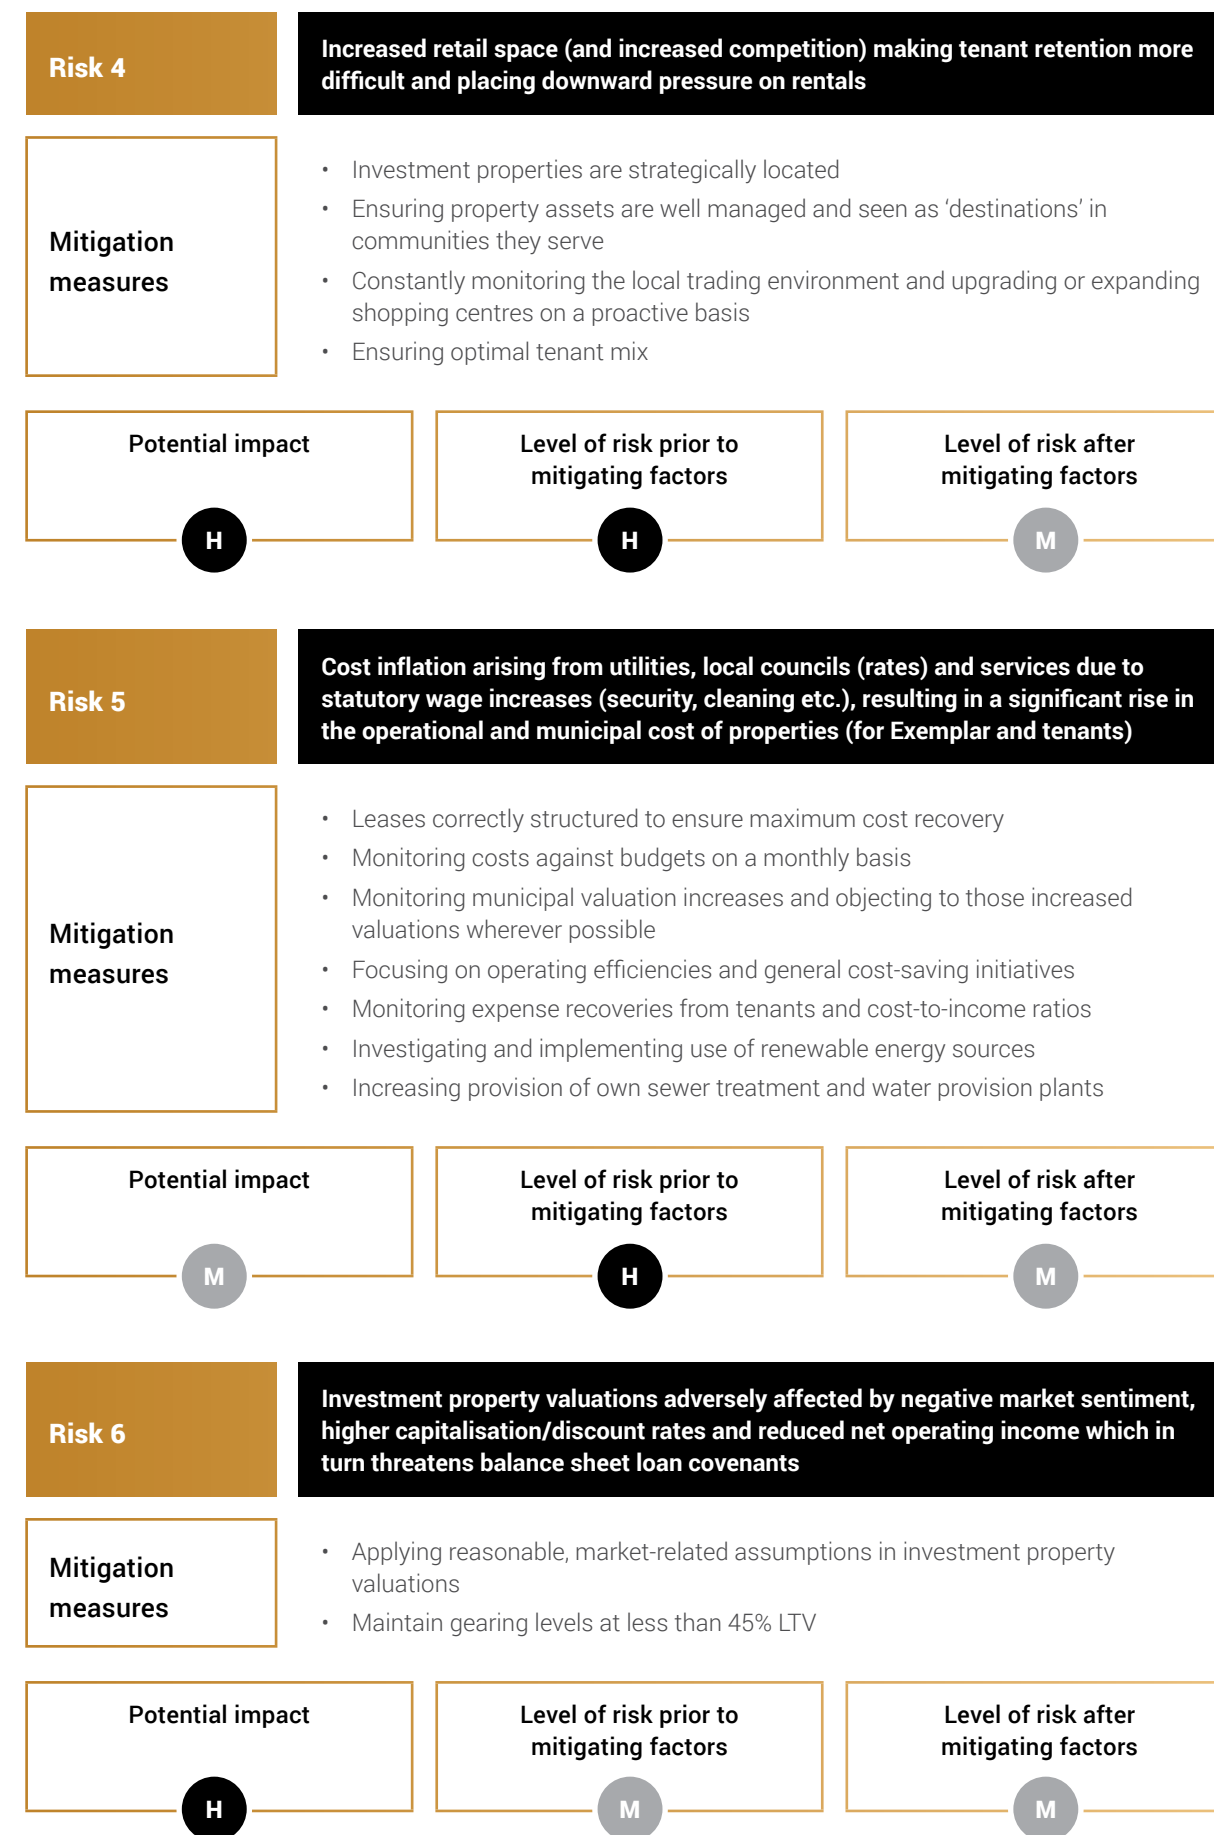 Risk 4
Increased retail space (and increased competition) making tenant retention more
difficult and placing downward pressure on rentals
Mitigation
measures
• Investment properties are strategically located
• Ensuring property assets are well managed and seen as ‘destinations’ in
communities they serve
• Constantly monitoring the local trading environment and upgrading or expanding
shopping centres on a proactive basis
• Ensuring optimal tenant mix
Potential impact
H
Level of risk prior to
mitigating factors
H
Level of risk after
mitigating factors
M
Risk 5
Cost inflation arising from utilities, local councils (rates) and services due to
statutory wage increases (security, cleaning etc.), resulting in a significant rise in
the operational and municipal cost of properties (for Exemplar and tenants)
Mitigation
measures
• Leases correctly structured to ensure maximum cost recovery
• Monitoring costs against budgets on a monthly basis
• Monitoring municipal valuation increases and objecting to those increased
valuations wherever possible
• Focusing on operating efficiencies and general cost-saving initiatives
• Monitoring expense recoveries from tenants and cost-to-income ratios
• Investigating and implementing use of renewable energy sources
• Increasing provision of own sewer treatment and water provision plants
Potential impact
M
Level of risk prior to
mitigating factors
H
Level of risk after
mitigating factors
M
Risk 6
Investment property valuations adversely affected by negative market sentiment,
higher capitalisation/discount rates and reduced net operating income which in
turn threatens balance sheet loan covenants
Mitigation
measures
• Applying reasonable, market-related assumptions in investment property
valuations
• Maintain gearing levels at less than 45% LTV
Potential impact
H
Level of risk prior to
mitigating factors
M
Level of risk after
mitigating factors
M